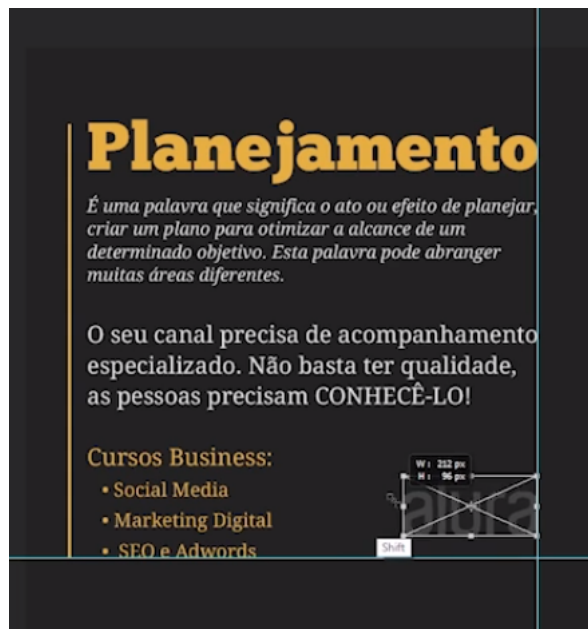 Planejamento
É uma palavra que significa o ato ou efeito de planejar,
criar um plano para otimizar a alcance de um
determinado objetivo. Esta palavra pode abranger
muitas áreas diferentes.
O seu canal precisa de acompanhamento
especializado. Não basta ter qualidade,
as pessoas precisam CONHECÊ-LO!
Cursos Business:
• Social Media
• Marketing Digital
• SEO e Adwords
W : 212 px
H : 96 px
alura
Shift